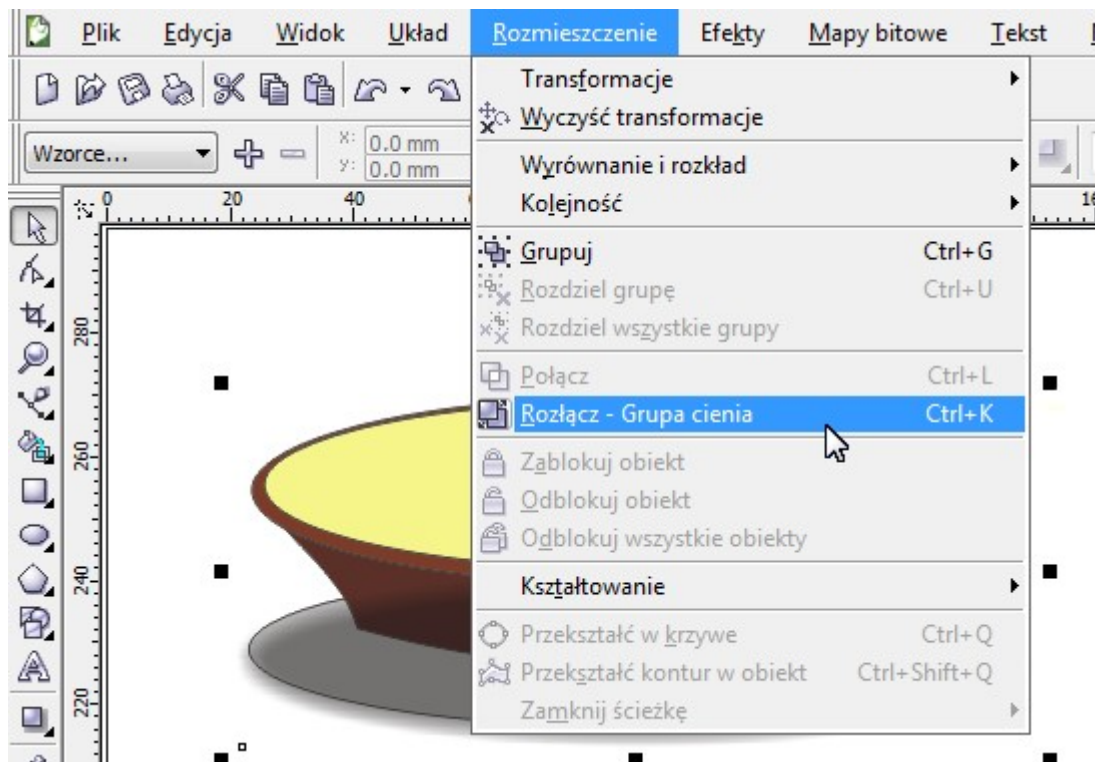 Plik Edycja Widok Układ Rozmieszczenie Efekty Mapy bitowe Tekst
Transformacje
Wyczyść transformacje
Wzorce... x: 0.0 mm
y: 0.0 mm
Wyrównanie i rozkład
Kolejność
0 20 40
Grupuj Ctrl+G
Rozdziel grupę Ctrl+U
Rozdziel wszystkie grupy
280
Połącz Ctrl+L
Rozłącz - Grupa cienia Ctrl+K
260
Zablokuj obiekt
Odblokuj obiekt
Odblokuj wszystkie obiekty
240
Kształtowanie
Przekształć w krzywe Ctrl+Q
Przekształć kontur w obiekt Ctrl+Shift+Q
Zamknij ścieżkę
220